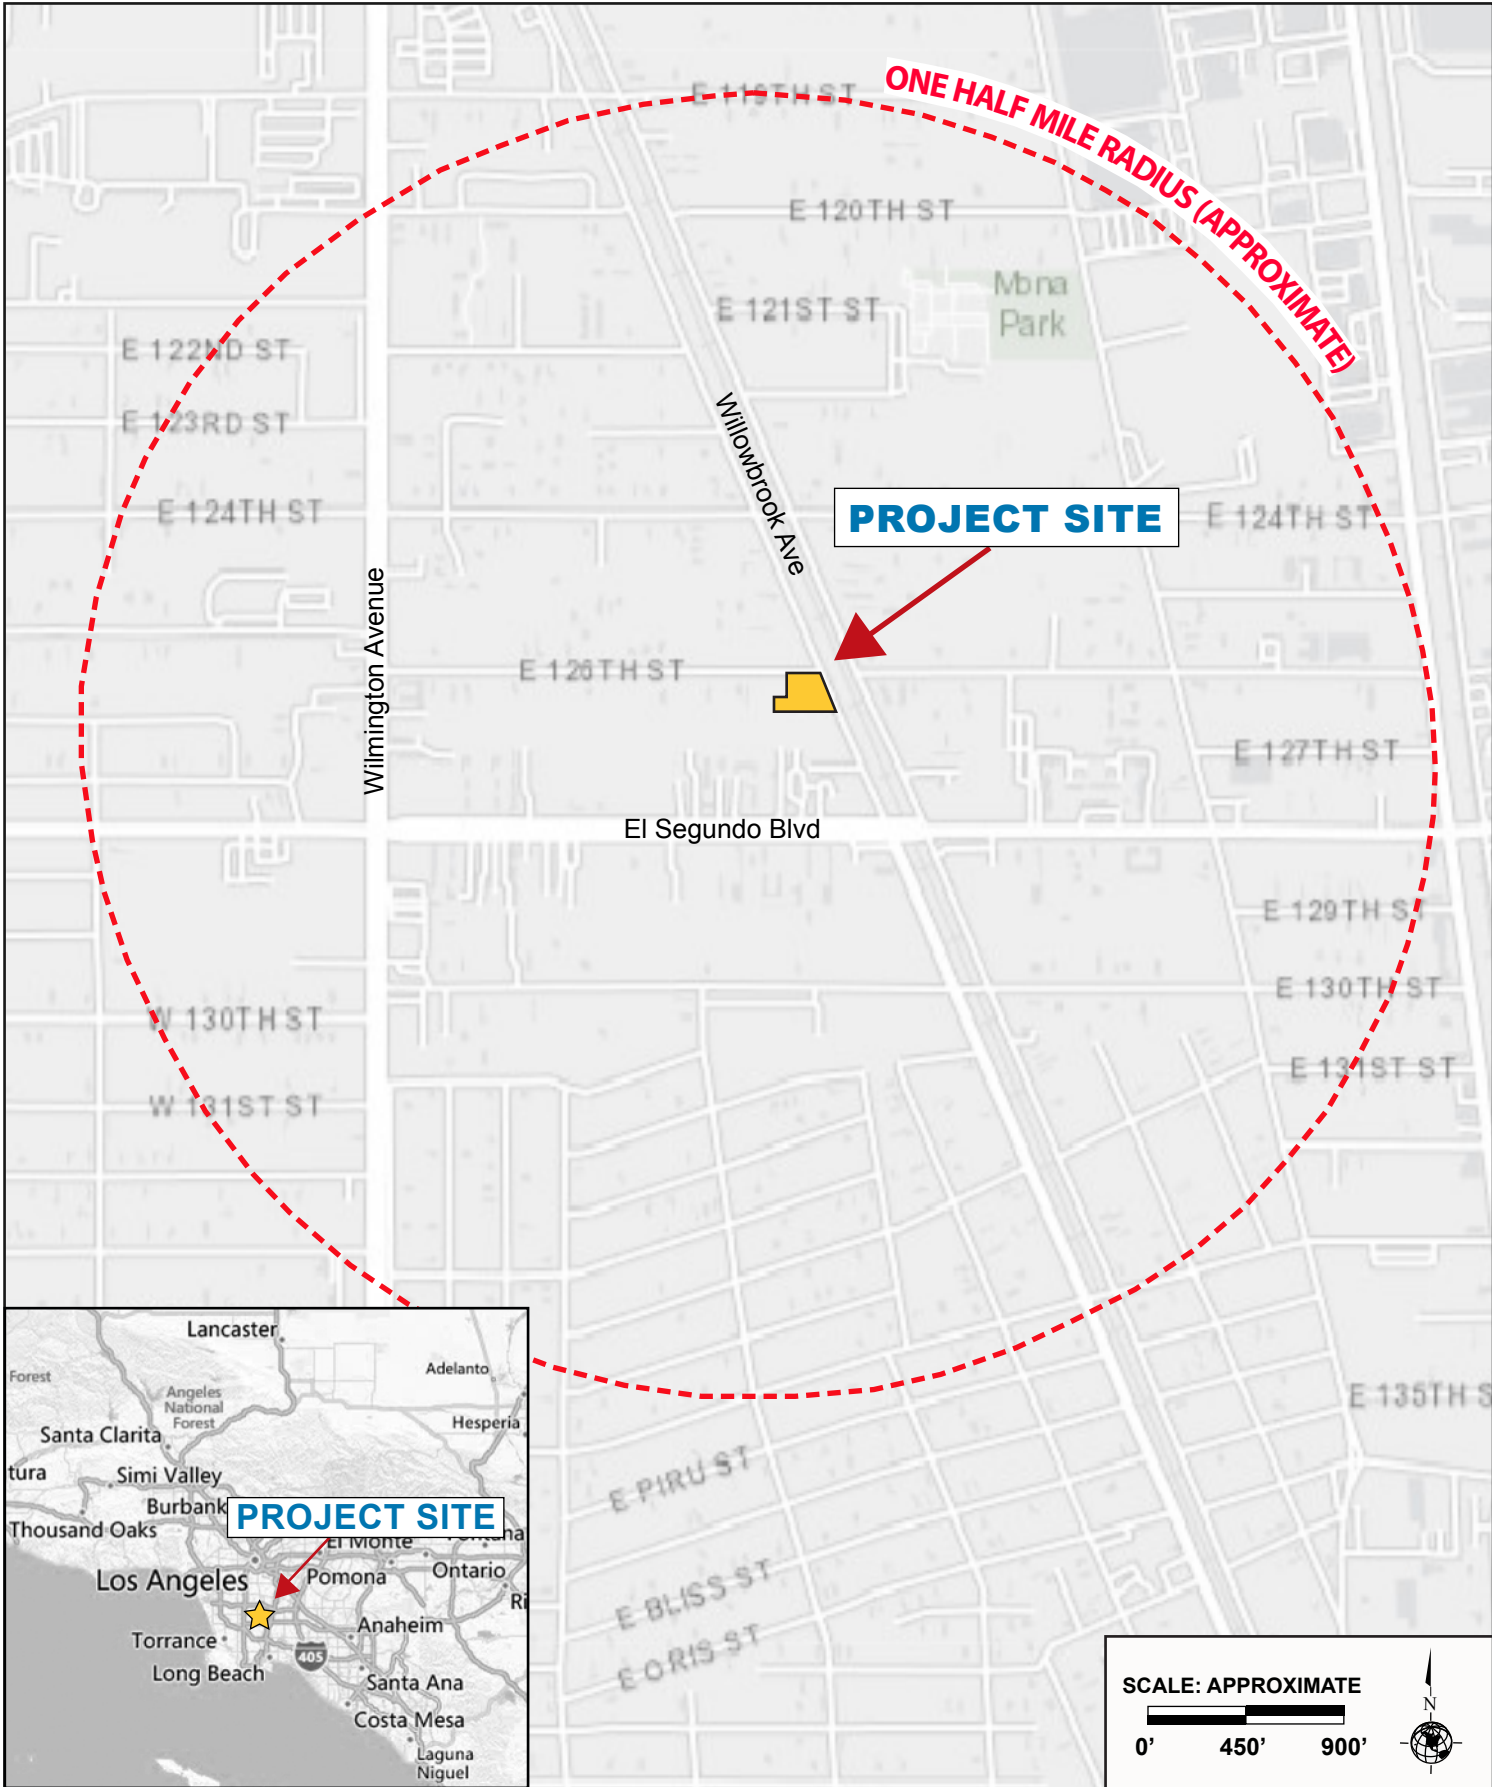 E 119TH ST
ONE HALF MILE RADIUS (APPROXIMATE)
E 120TH ST
Mona
Park
E 121ST ST
E 122ND ST
E 123RD ST
Willowbrook Ave
E 124TH ST
PROJECT SITE
E 124TH ST
Wilmington Avenue
E 126TH ST
E 127TH ST
El Segundo Blvd
E 129TH ST
E 130TH ST
W 130TH ST
E 131ST ST
W 131ST ST
E 135TH S
E PIRU ST
E BLISS ST
E ORIS ST
Lancaster
Adelanto
Forest
Angeles
National
Forest
Hesperia
Santa Clarita
tura
Simi Valley
Burbank
PROJECT SITE
Thousand Oaks
El Monte
Los Angeles
Pomona
Ontario
Ri
Anaheim
Torrance
405
Long Beach
Santa Ana
Costa Mesa
Laguna
Niguel
SCALE: APPROXIMATE
0' 450' 900'
N